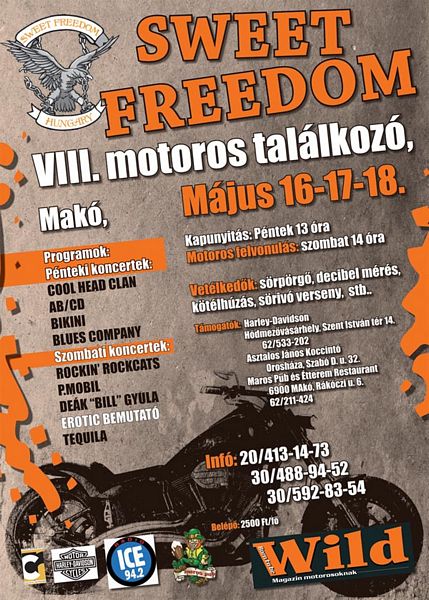 SWEET FREEDOM
HUNGARY
SWEET
FREEDOM
VIII. motoros találkozó,
Május 16-17-18.
Makó,
Kapunyitás: Péntek 13 óra
Motoros felvonulás: szombat 14 óra
Programok:
Pénteki koncertek:
COOL HEAD CLAN
AB/CD
BIKINI
BLUES COMPANY
Szombati koncertek:
ROCKIN' ROCKCATS
P.MOBIL
DEÁK "BILL" GYULA
EROTIC BEMUTATÓ
TEQUILA
Vetélkedők: sörpörgő, decibel mérés,
kötélhúzás, sörivó verseny, stb..
Támogatók: Harley-Davidson
Hódmezővásárhely, Szent István tér 14.
62/533-202
Asztalos János Koccintó
Orosháza, Szabó D. u. 32.
Maros Pub és Étterem Restaurant
6900 MAkó, Rákóczi u. 6.
62/211-424
Infó: 20/413-14-73
30/488-94-52
30/592-83-54
Belépő: 2500 Ft/fő
MOTOR
HARLEY-DAVIDSON
CYCLES
ICE
94.2
Wild
Magazin motorosoknak